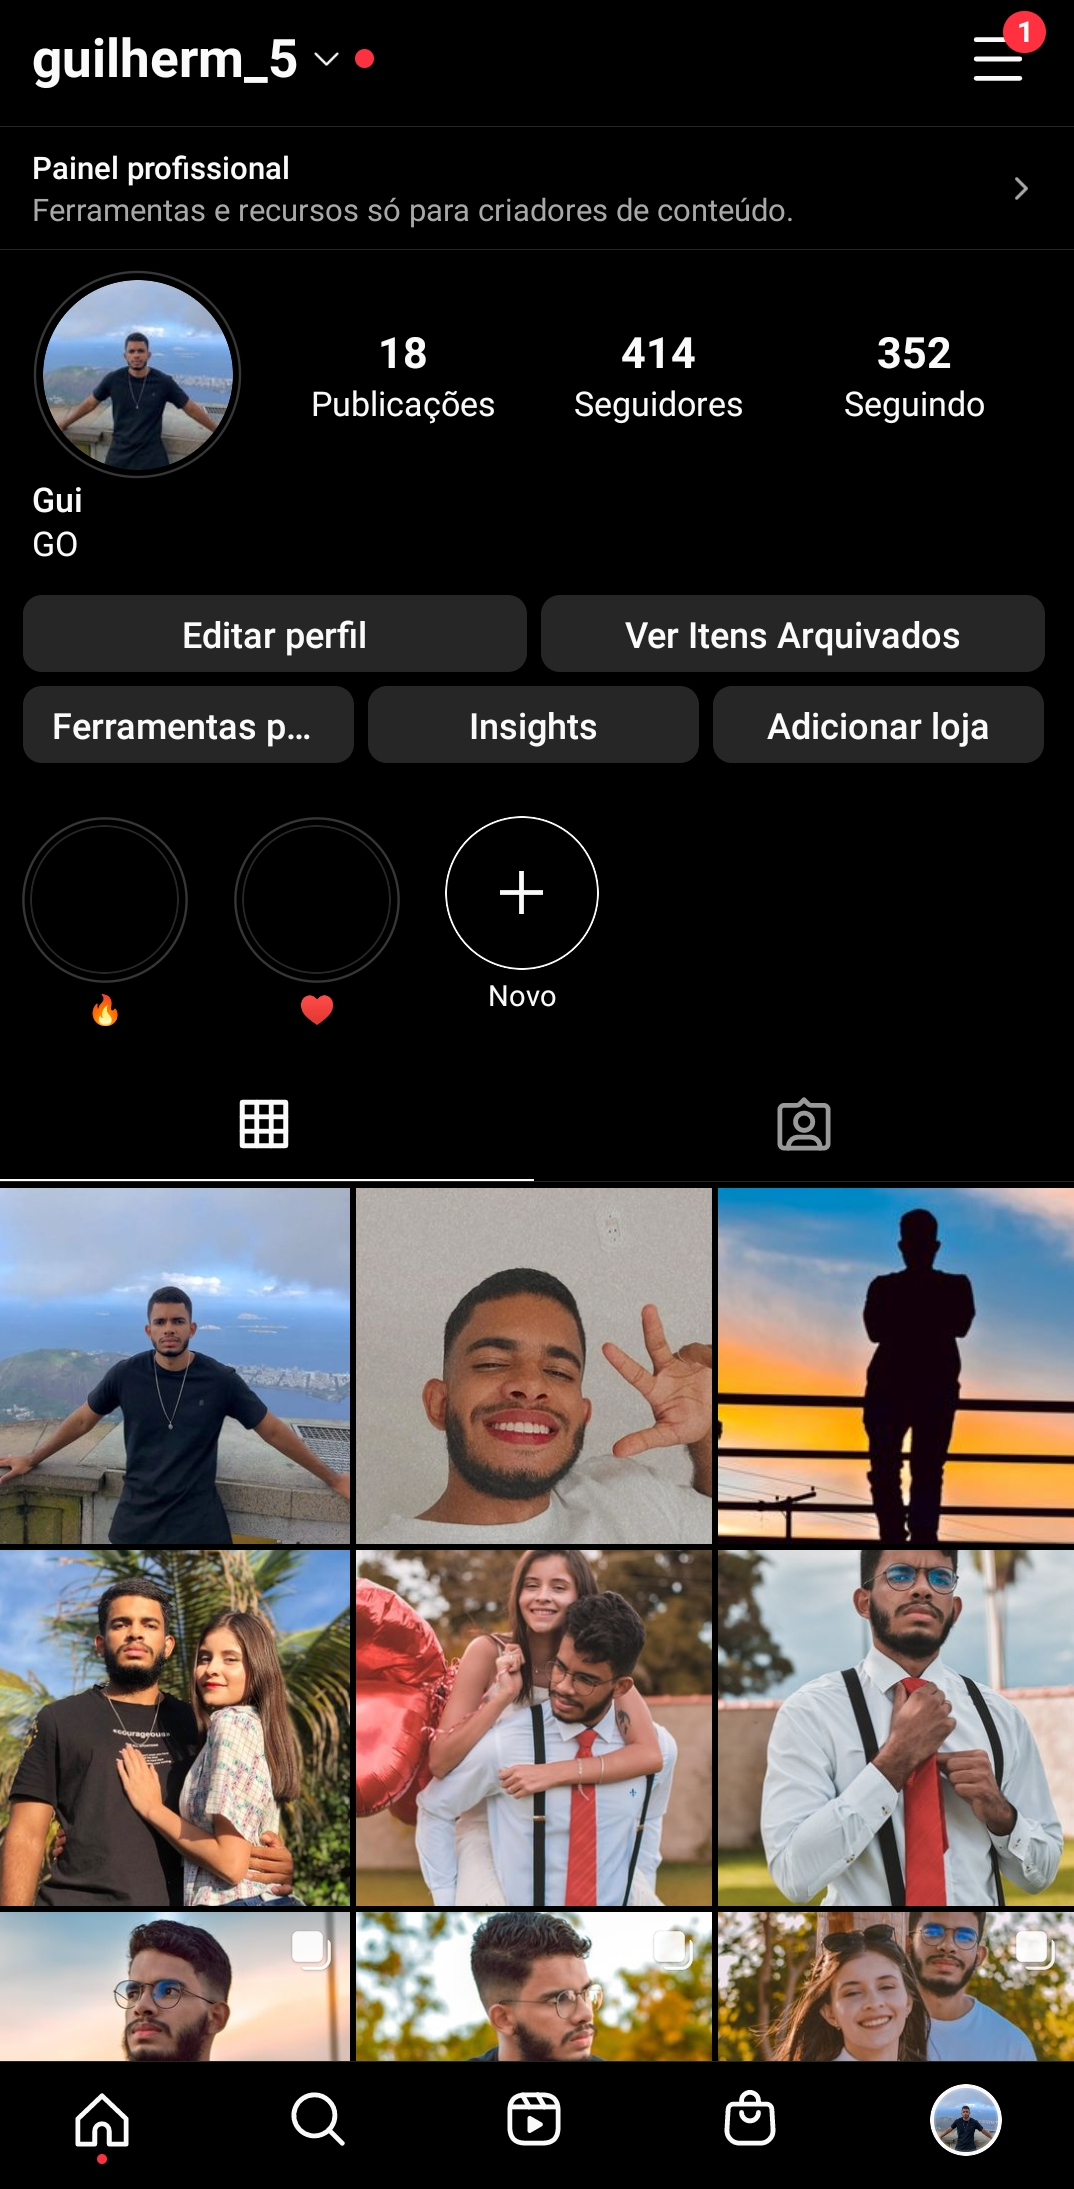 guilherm_5
1
Painel profissional
Ferramentas e recursos só para criadores de conteúdo.
18
Publicações
414
Seguidores
352
Seguindo
Gui
GO
Editar perfil
Ver Itens Arquivados
Ferramentas p...
Insights
Adicionar loja
🔥
❤️
Novo
«courageous»